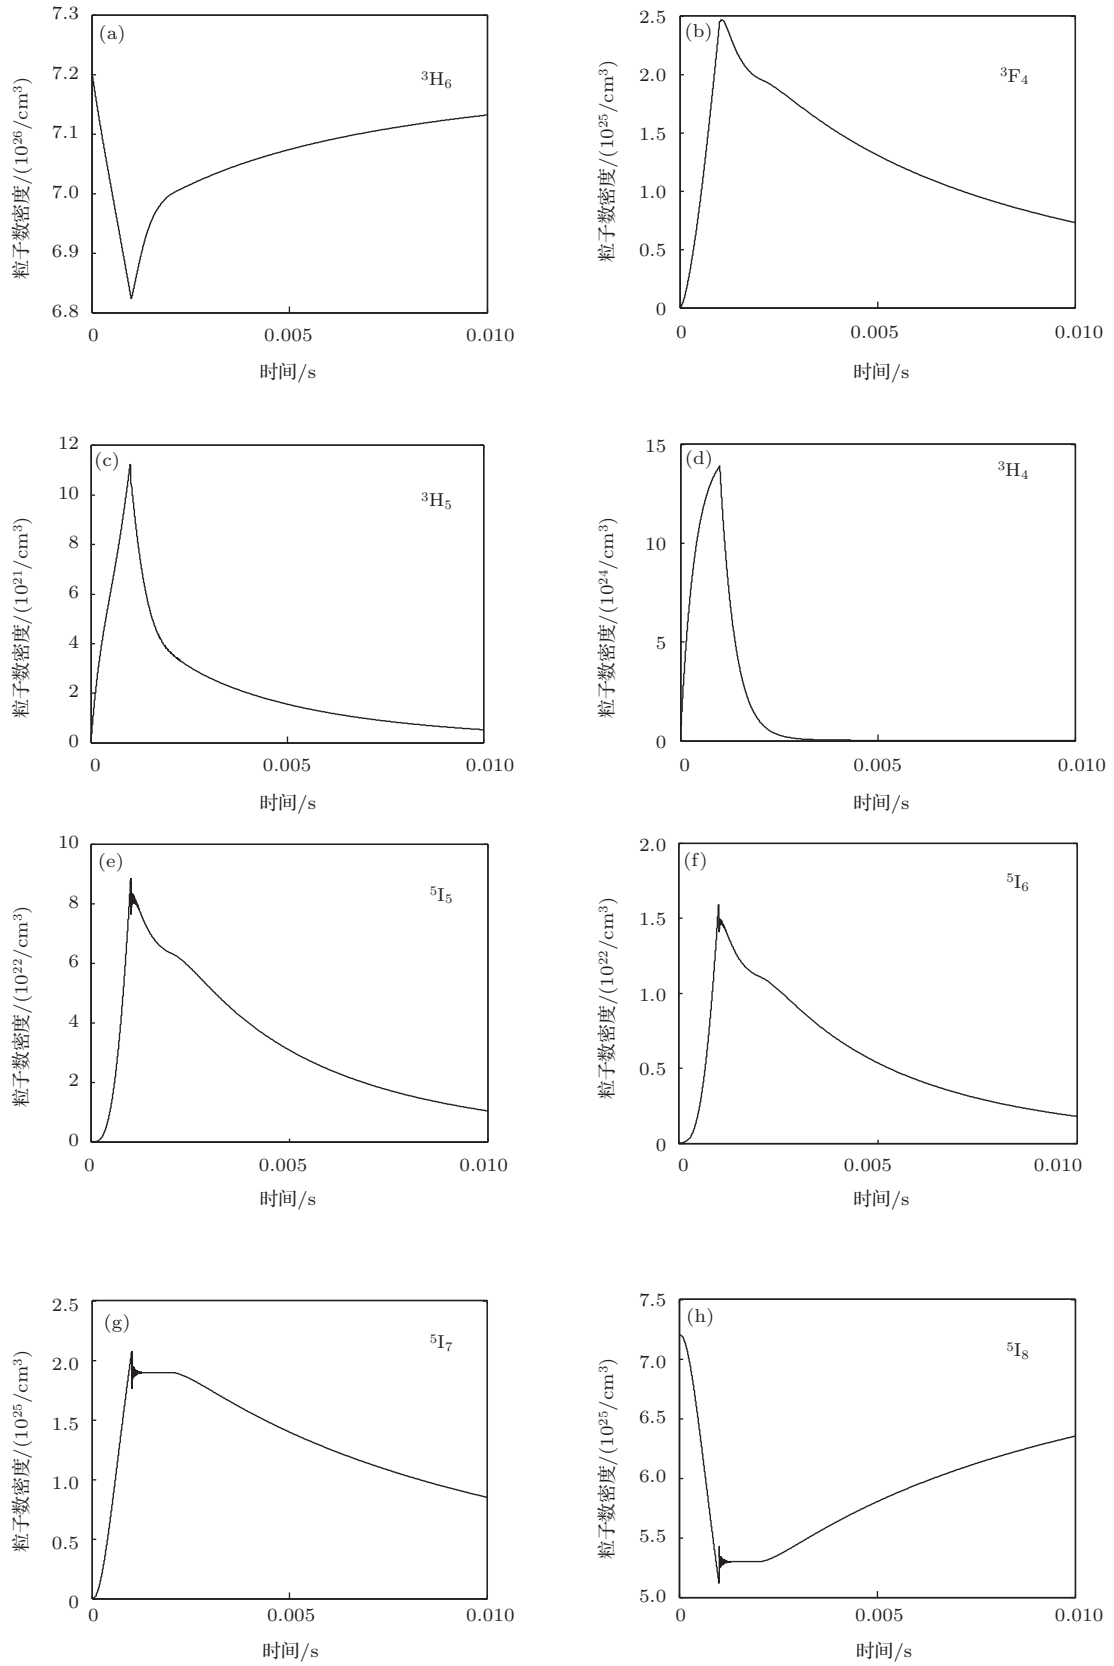 (a)
³H₆
7.3
7.2
7.1
7.0
6.9
6.8
粒子数密度/(10²⁶/cm³)
0 0.005 0.010
时间/s
(b)
³F₄
2.5
2.0
1.5
1.0
0.5
0
粒子数密度/(10²⁵/cm³)
0 0.005 0.010
时间/s
(c)
³H₅
12
10
8
6
4
2
0
粒子数密度/(10²¹/cm³)
0 0.005 0.010
时间/s
(d)
³H₄
15
10
5
0
粒子数密度/(10²⁴/cm³)
0 0.005 0.010
时间/s
(e)
⁵I₅
10
8
6
4
2
0
粒子数密度/(10²²/cm³)
0 0.005 0.010
时间/s
(f)
⁵I₆
2.0
1.5
1.0
0.5
0
粒子数密度/(10²²/cm³)
0 0.005 0.010
时间/s
(g)
⁵I₇
2.5
2.0
1.5
1.0
0.5
0
粒子数密度/(10²⁵/cm³)
0 0.005 0.010
时间/s
(h)
⁵I₈
7.5
7.0
6.5
6.0
5.5
5.0
粒子数密度/(10²⁵/cm³)
0 0.005 0.010
时间/s